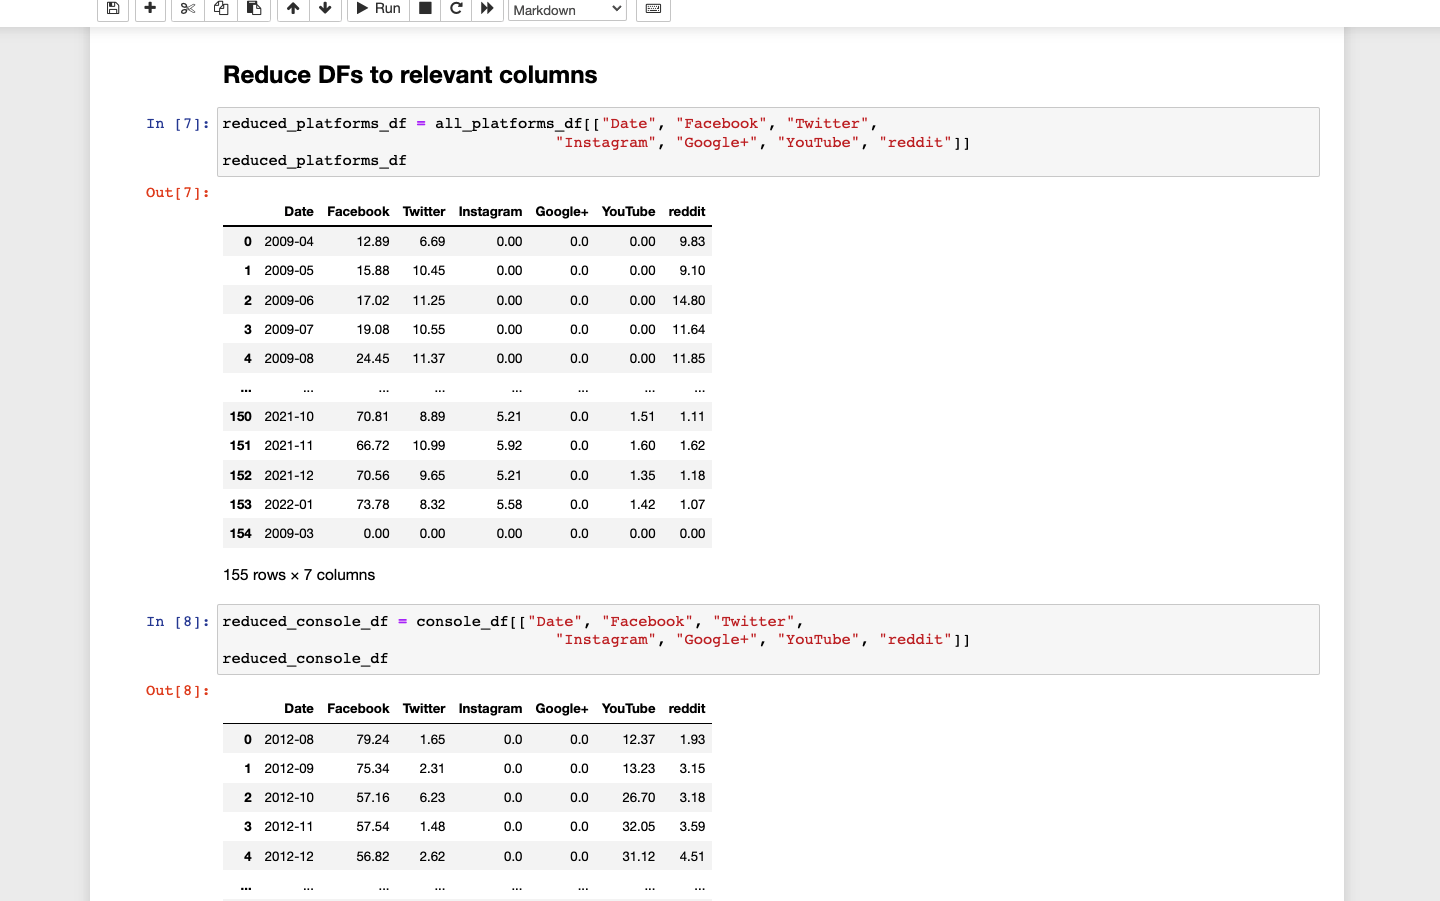 Run
Markdown
Reduce DFs to relevant columns
In [7]: reduced_platforms_df = all_platforms_df[["Date", "Facebook", "Twitter",
"Instagram", "Google+", "YouTube", "reddit"]]
reduced_platforms_df
Out[7]:
Date Facebook Twitter Instagram Google+ YouTube reddit
0 2009-04 12.89 6.69 0.00 0.0 0.00 9.83
1 2009-05 15.88 10.45 0.00 0.0 0.00 9.10
2 2009-06 17.02 11.25 0.00 0.0 0.00 14.80
3 2009-07 19.08 10.55 0.00 0.0 0.00 11.64
4 2009-08 24.45 11.37 0.00 0.0 0.00 11.85
... ... ... ... ... ... ... ...
150 2021-10 70.81 8.89 5.21 0.0 1.51 1.11
151 2021-11 66.72 10.99 5.92 0.0 1.60 1.62
152 2021-12 70.56 9.65 5.21 0.0 1.35 1.18
153 2022-01 73.78 8.32 5.58 0.0 1.42 1.07
154 2009-03 0.00 0.00 0.00 0.0 0.00 0.00
155 rows × 7 columns
In [8]: reduced_console_df = console_df[["Date", "Facebook", "Twitter",
"Instagram", "Google+", "YouTube", "reddit"]]
reduced_console_df
Out[8]:
Date Facebook Twitter Instagram Google+ YouTube reddit
0 2012-08 79.24 1.65 0.0 0.0 12.37 1.93
1 2012-09 75.34 2.31 0.0 0.0 13.23 3.15
2 2012-10 57.16 6.23 0.0 0.0 26.70 3.18
3 2012-11 57.54 1.48 0.0 0.0 32.05 3.59
4 2012-12 56.82 2.62 0.0 0.0 31.12 4.51
... ... ... ... ... ... ... ...